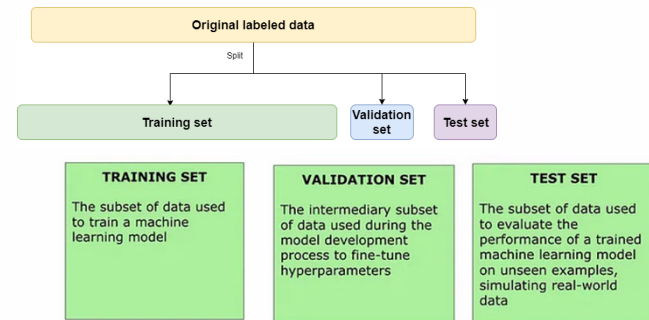 Original labeled data
Split
Training set
Validation
set
Test set
TRAINING SET
The subset of data used
to train a machine
learning model
VALIDATION SET
The intermediary subset
of data used during the
model development
process to fine-tune
hyperparameters
TEST SET
The subset of data used
to evaluate the
performance of a trained
machine learning model
on unseen examples,
simulating real-world
data